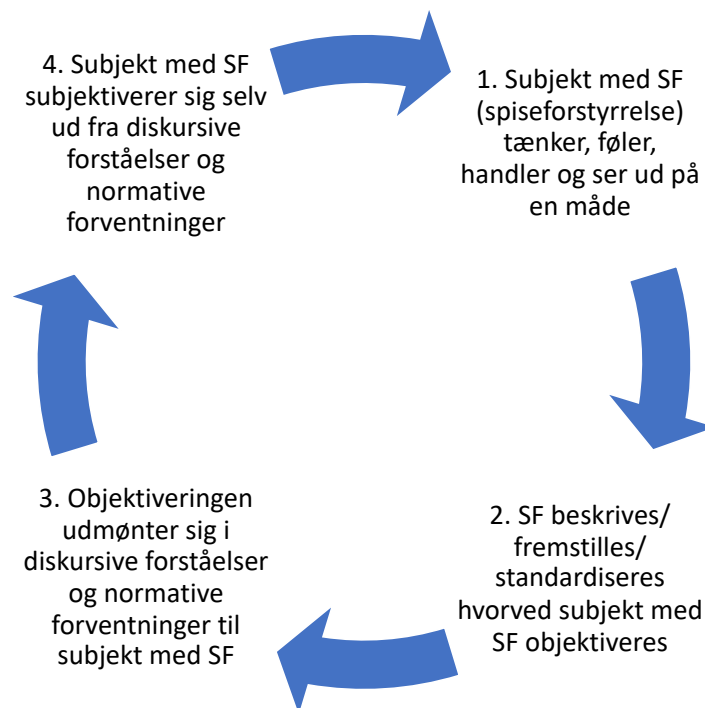 1. Subjekt med SF
(spiseforstyrrelse)
tænker, føler,
handler og ser ud på
en måde
2. SF beskrives/
fremstilles/
standardiseres
hvorved subjekt med
SF objektiveres
3. Objektiveringen
udmønter sig i
diskursive forståelser
og normative
forventninger til
subjekt med SF
4. Subjekt med SF
subjektiverer sig selv
ud fra diskursive
forståelser og
normative
forventninger